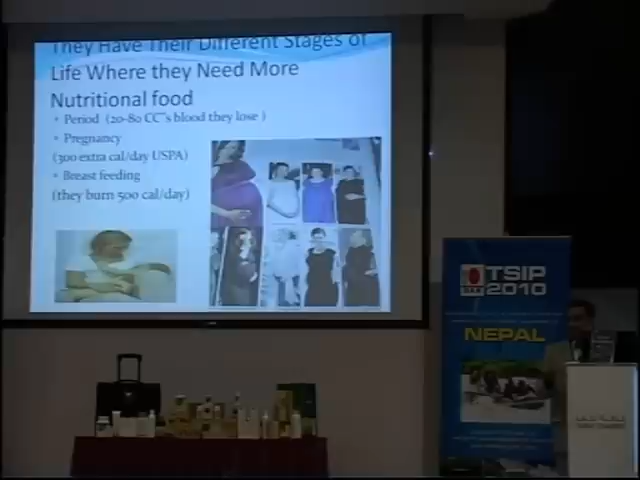 They Have Their Different Stages of
Life Where they Need More
Nutritional food
• Period (20-80 CC"s blood they lose )
• Pregnancy
(300 extra cal/day USPA)
• Breast feeding
(they burn 500 cal/day)
TSIP
2010
NEPAL